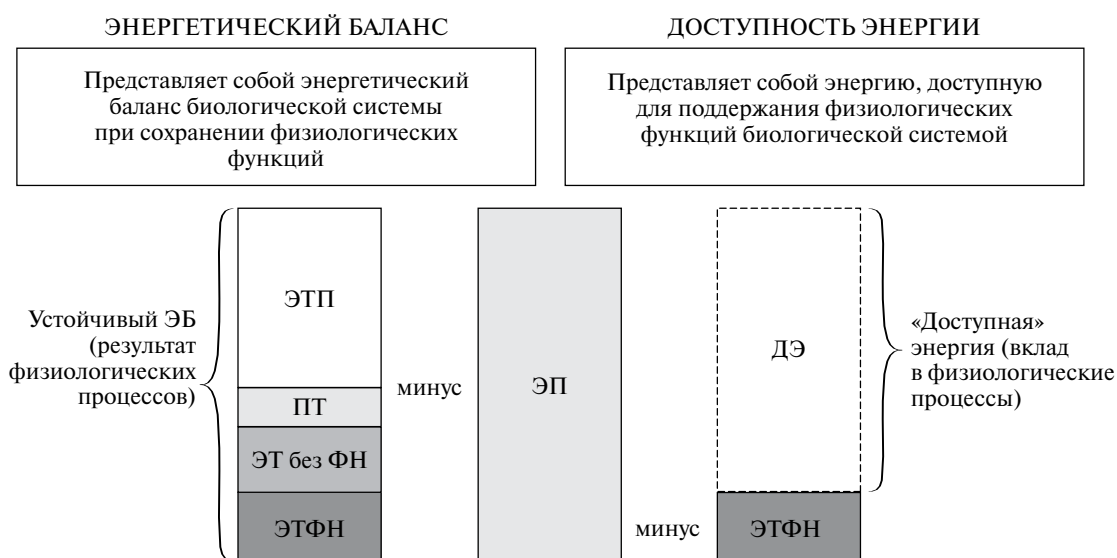 ЭНЕРГЕТИЧЕСКИЙ БАЛАНС
Представляет собой энергетический
баланс биологической системы
при сохранении физиологических
функций
ДОСТУПНОСТЬ ЭНЕРГИИ
Представляет собой энергию, доступную
для поддержания физиологических
функций биологической системой
Устойчивый ЭБ
(результат
физиологических
процессов)
ЭТП
ПТ
ЭТ без ФН
ЭТФН
минус
ЭП
минус
ДЭ
ЭТФН
«Доступная»
энергия (вклад
в физиологические
процессы)